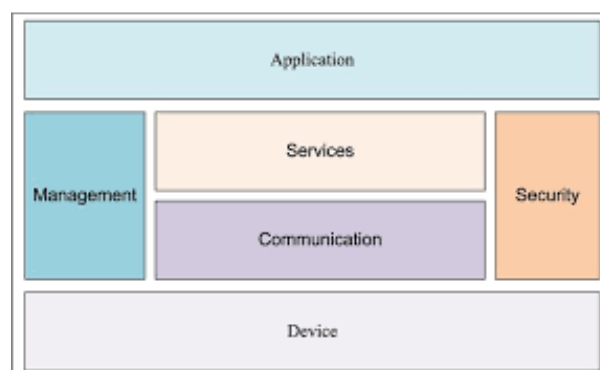 Application
Services
Management
Security
Communication
Device